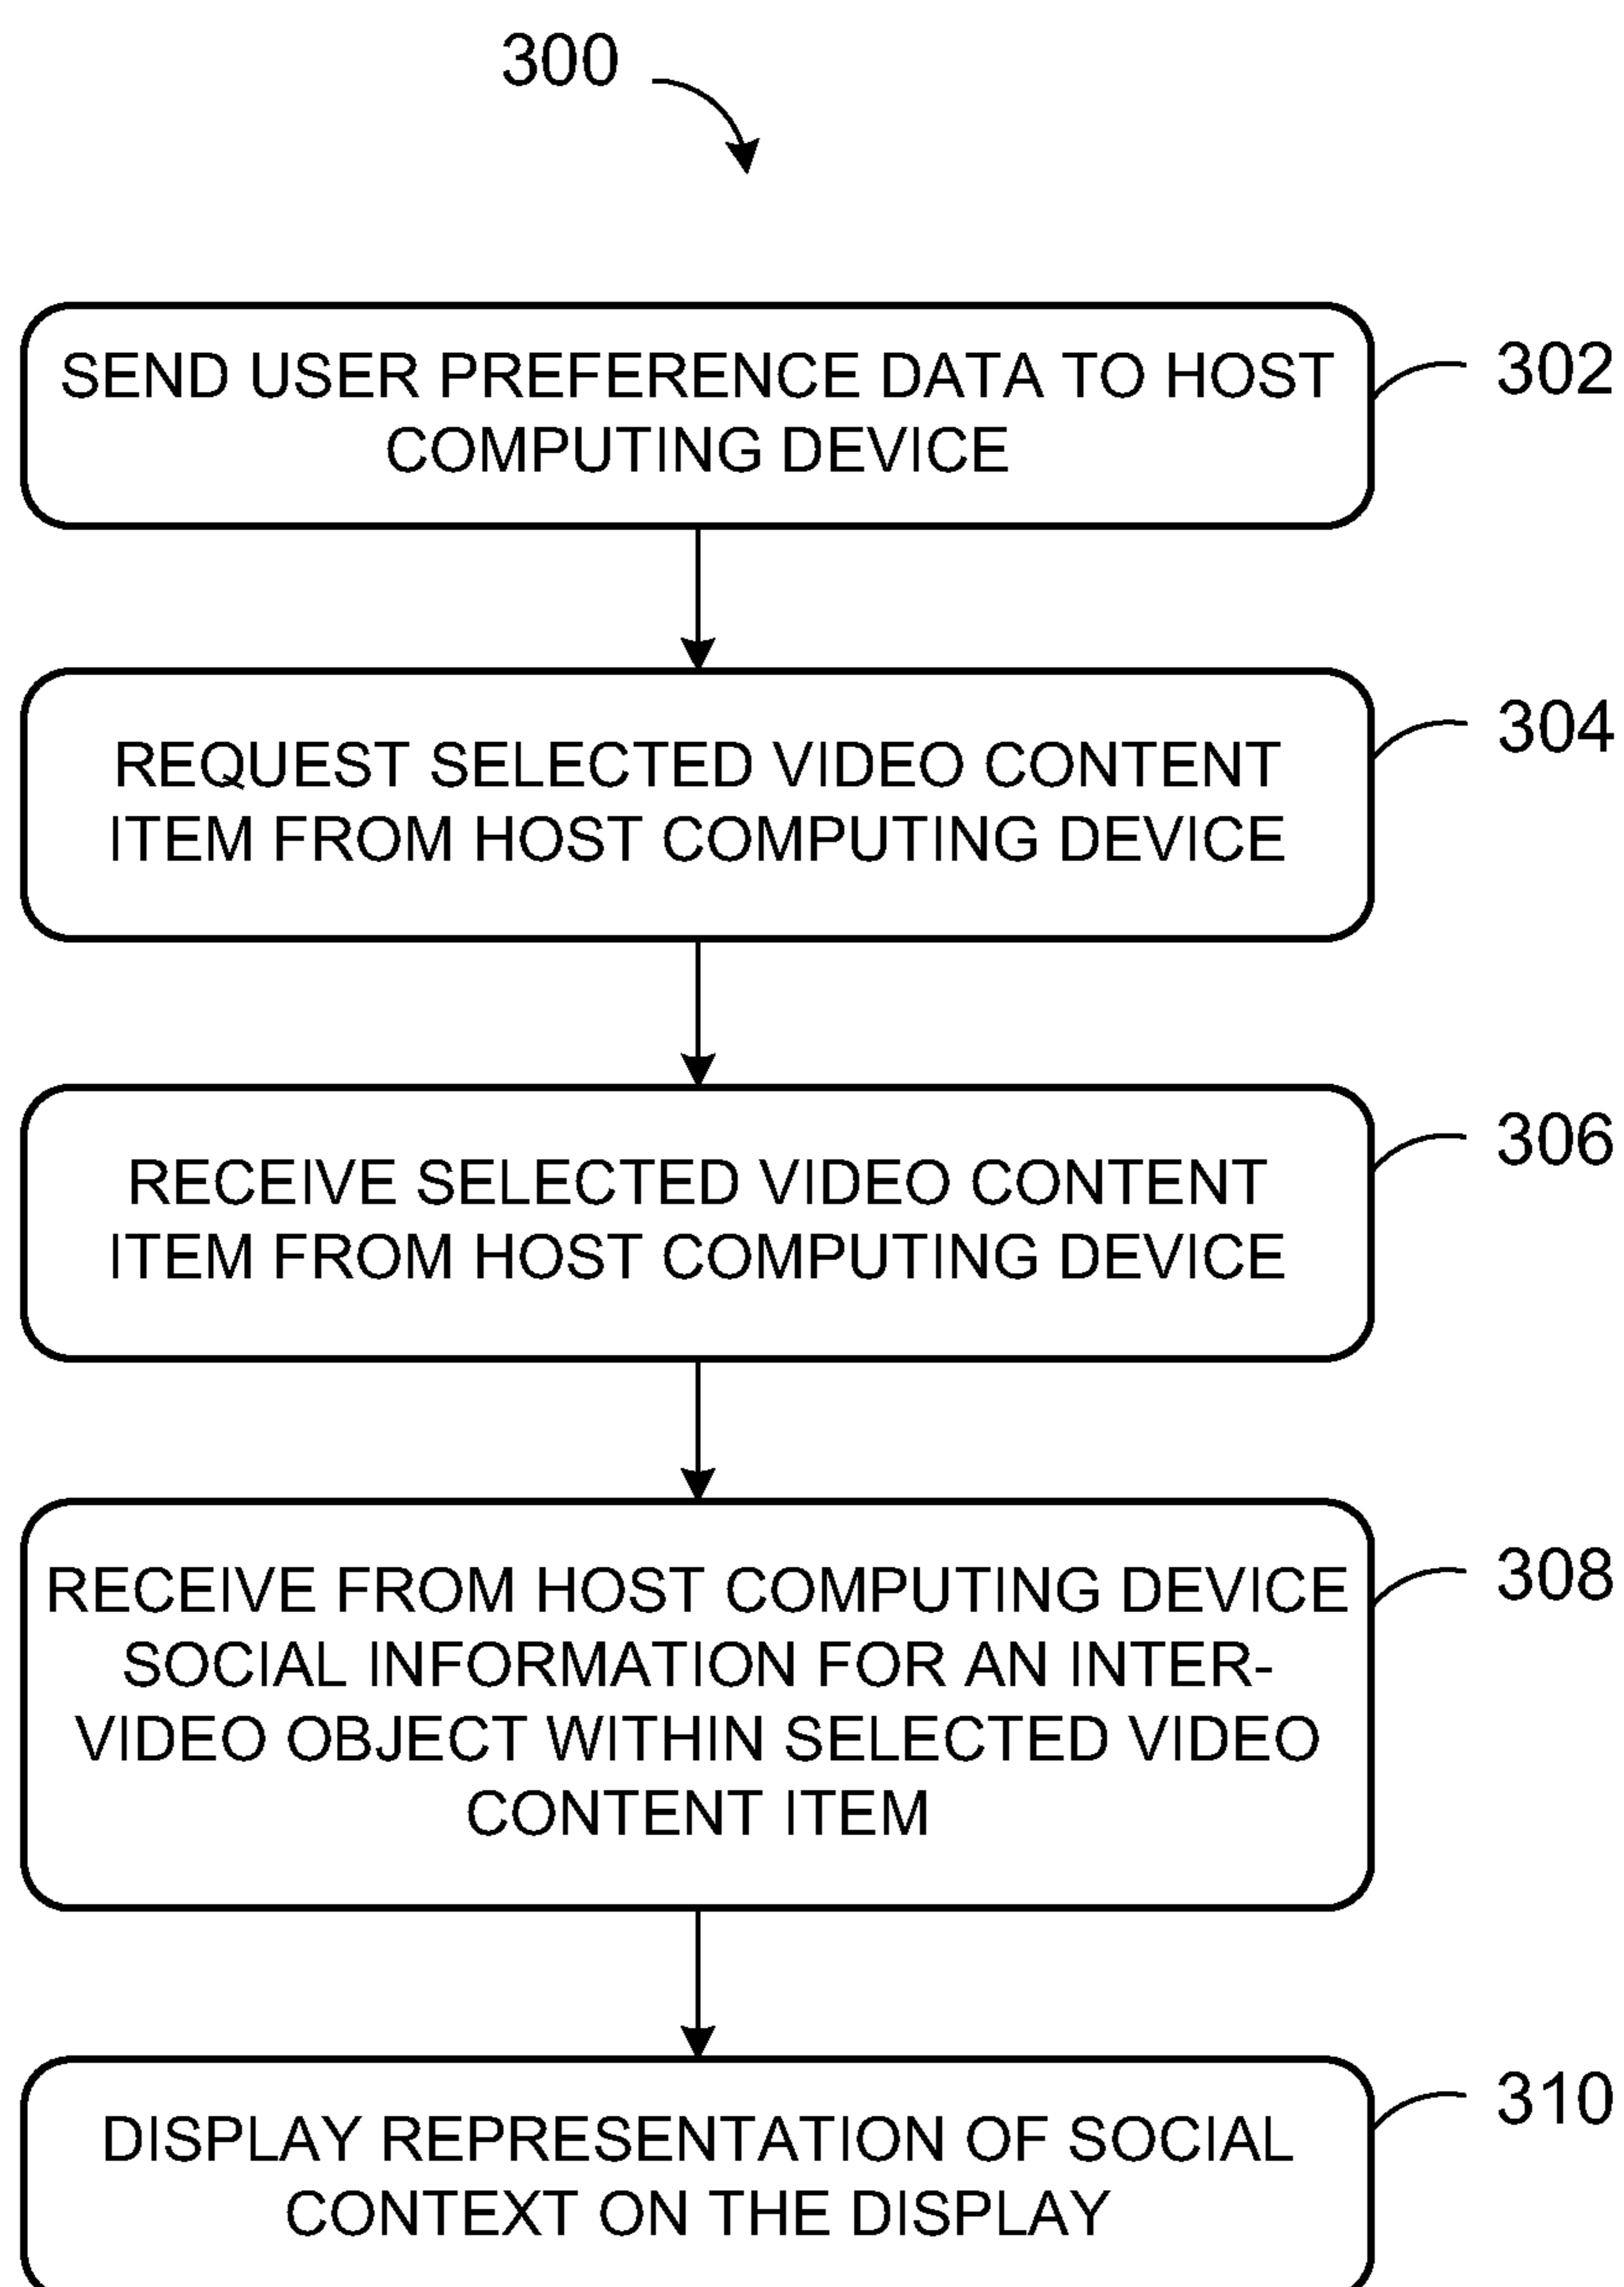 300
SEND USER PREFERENCE DATA TO HOST
COMPUTING DEVICE
302
REQUEST SELECTED VIDEO CONTENT
ITEM FROM HOST COMPUTING DEVICE
304
RECEIVE SELECTED VIDEO CONTENT
ITEM FROM HOST COMPUTING DEVICE
306
RECEIVE FROM HOST COMPUTING DEVICE
SOCIAL INFORMATION FOR AN INTER-
VIDEO OBJECT WITHIN SELECTED VIDEO
CONTENT ITEM
308
DISPLAY REPRESENTATION OF SOCIAL
CONTEXT ON THE DISPLAY
310